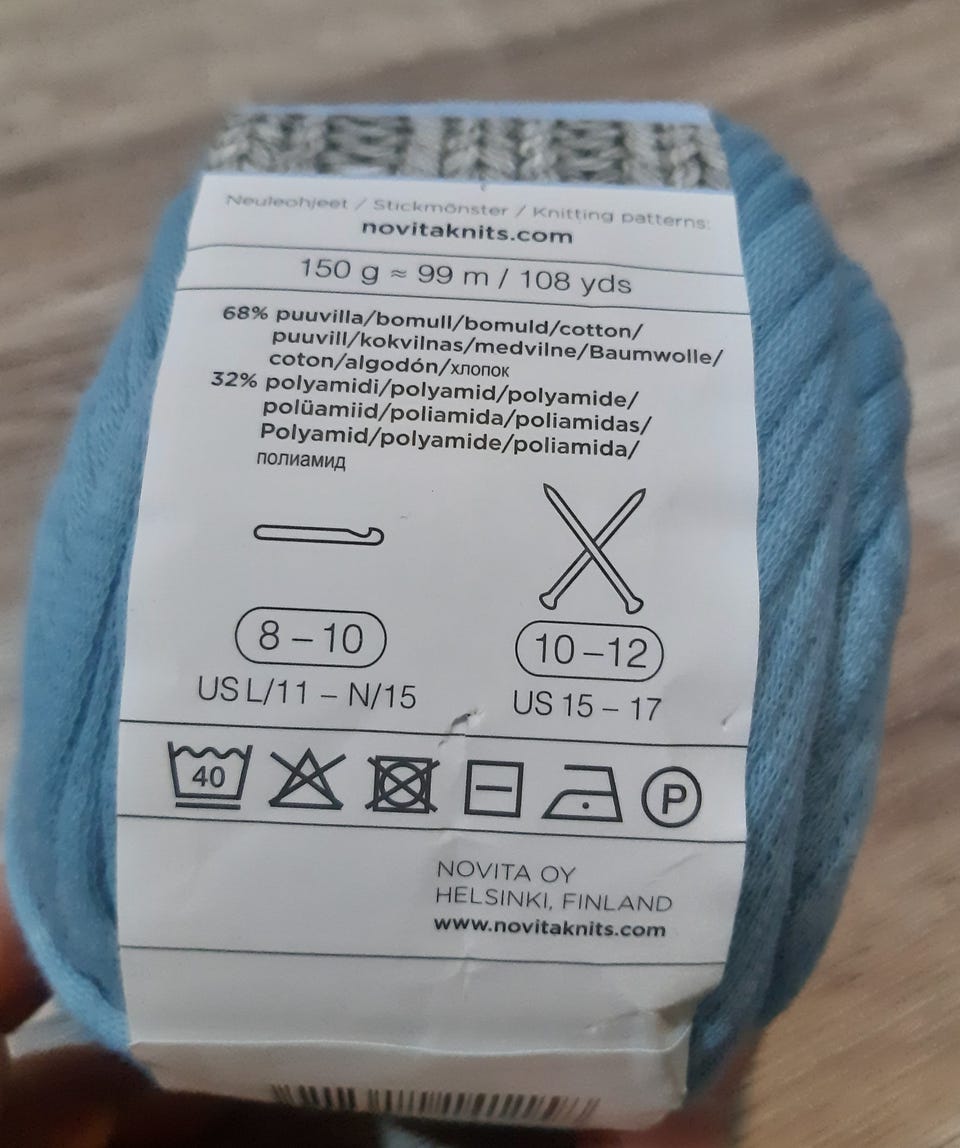 Neuleohjeet / Stickmönster / Knitting patterns:
novitaknits.com
150 g ≈ 99 m / 108 yds
68% puuvilla/bomull/bomuld/cotton/
puuvill/kokvilnas/medvilne/Baumwolle/
coton/algodón/хлопок
32% polyamidi/polyamid/polyamide/
polüamiid/poliamida/poliamidas/
Polyamid/polyamide/poliamida/
полиамид
8 – 10
10 – 12
US L/11 – N/15
US 15 – 17
40
P
NOVITA OY
HELSINKI, FINLAND
www.novitaknits.com